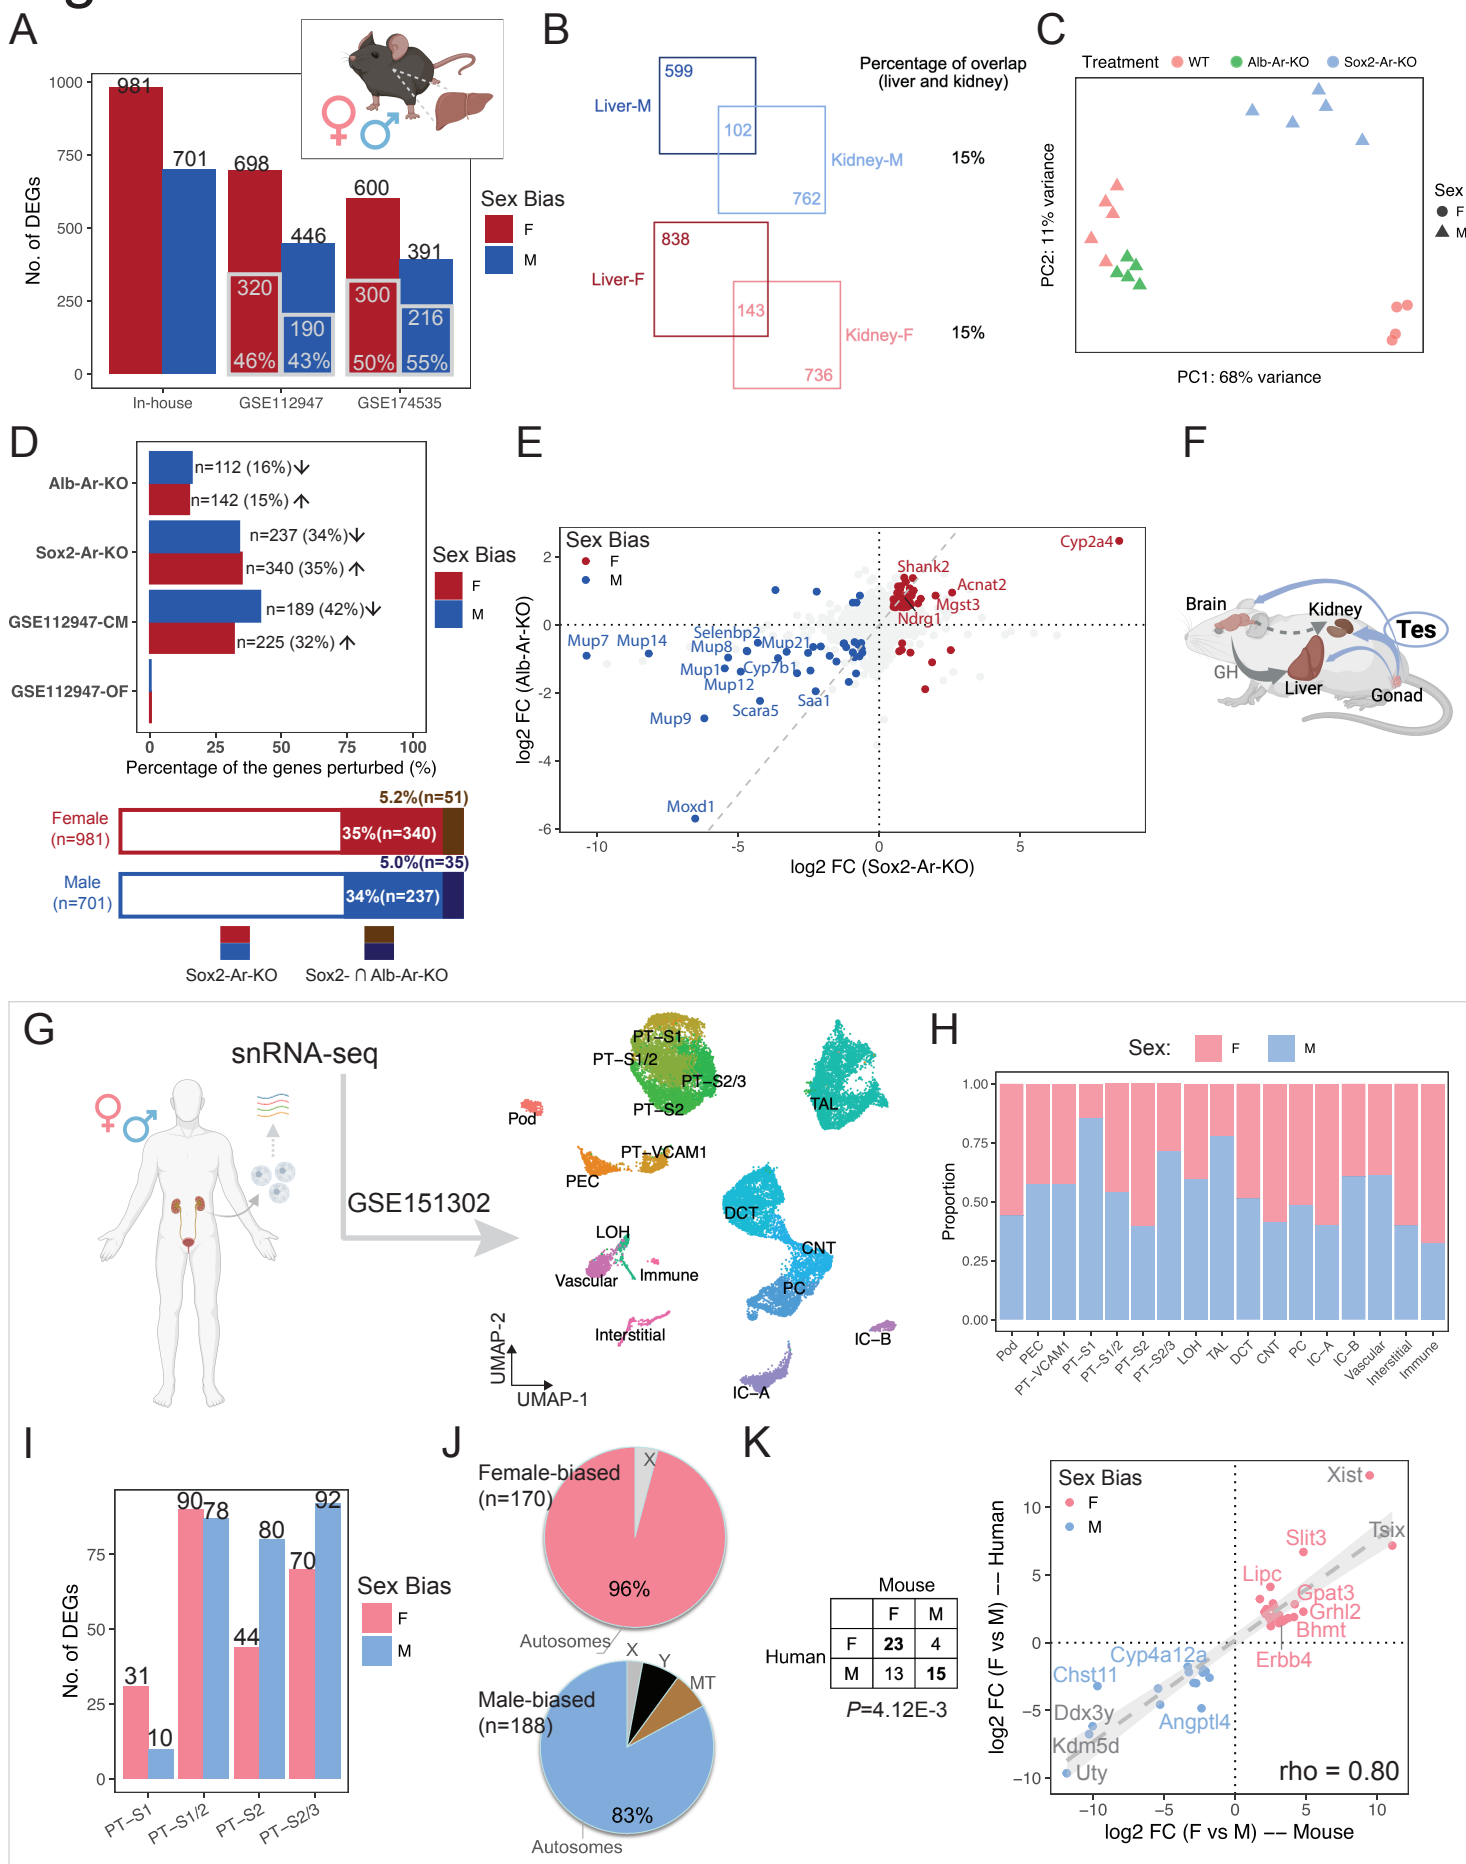 A
1000
750
500
250
0
No. of DEGs
981
701
698
446
600
391
320
190
300
216
46%
43%
50%
55%
In-house
GSE112947
GSE174535
Sex Bias
F
M
B
Percentage of overlap
(liver and kidney)
599
Liver-M
102
Kidney-M
15%
762
838
Liver-F
143
Kidney-F
15%
736
C
Treatment
WT
Alb-Ar-KO
Sox2-Ar-KO
PC2: 11% variance
PC1: 68% variance
Sex
F
M
D
Alb-Ar-KO
Sox2-Ar-KO
GSE112947-CM
GSE112947-OF
n=112 (16%)↓
n=142 (15%)↑
n=237 (34%)↓
n=340 (35%)↑
n=189 (42%)↓
n=225 (32%)↑
0
25
50
75
100
Percentage of the genes perturbed (%)
Sex Bias
F
M
5.2%(n=51)
Female
(n=981)
35%(n=340)
5.0%(n=35)
Male
(n=701)
34%(n=237)
Sox2-Ar-KO
Sox2- ∩ Alb-Ar-KO
E
Sex Bias
F
M
2
0
-2
-4
-6
log2 FC (Alb-Ar-KO)
Cyp2a4
Shank2
Acnat2
Mgst3
Ndrg1
Mup7
Mup14
Selenbp2
Mup8
Mup21
Mup1
Cyp7b1
Mup12
Saa1
Scara5
Mup9
Moxd1
-10
-5
0
5
log2 FC (Sox2-Ar-KO)
F
Brain
Kidney
Tes
GH
Liver
Gonad
G
snRNA-seq
GSE151302
PT−S1
PT−S1/2
PT−S2/3
PT−S2
Pod
TAL
PT−VCAM1
PEC
DCT
LOH
CNT
Vascular
Immune
PC
Interstitial
IC−B
IC−A
UMAP-2
UMAP-1
H
Sex:
F
M
1.00
0.75
0.50
0.25
0.00
Proportion
Pod
PEC
PT−VCAM1
PT−S1
PT−S1/2
PT−S2
PT−S2/3
LOH
TAL
DCT
CNT
PC
IC−A
IC−B
Vascular
Interstitial
Immune
I
No. of DEGs
75
50
25
0
31
10
90
78
44
80
70
92
PT−S1
PT−S1/2
PT−S2
PT−S2/3
Sex Bias
F
M
J
Female-biased
(n=170)
X
96%
Autosomes
X
Y
MT
Male-biased
(n=188)
83%
Autosomes
K
Mouse
F
M
Human
F
23
4
M
13
15
P=4.12E-3
Sex Bias
F
M
10
5
0
−5
−10
log2 FC (F vs M) −− Human
Xist
Tsix
Slit3
Lipc
Gpat3
Grhl2
Bhmt
Erbb4
Cyp4a12a
Chst11
Ddx3y
Angptl4
Kdm5d
Uty
rho = 0.80
−10
−5
0
5
10
log2 FC (F vs M) −− Mouse